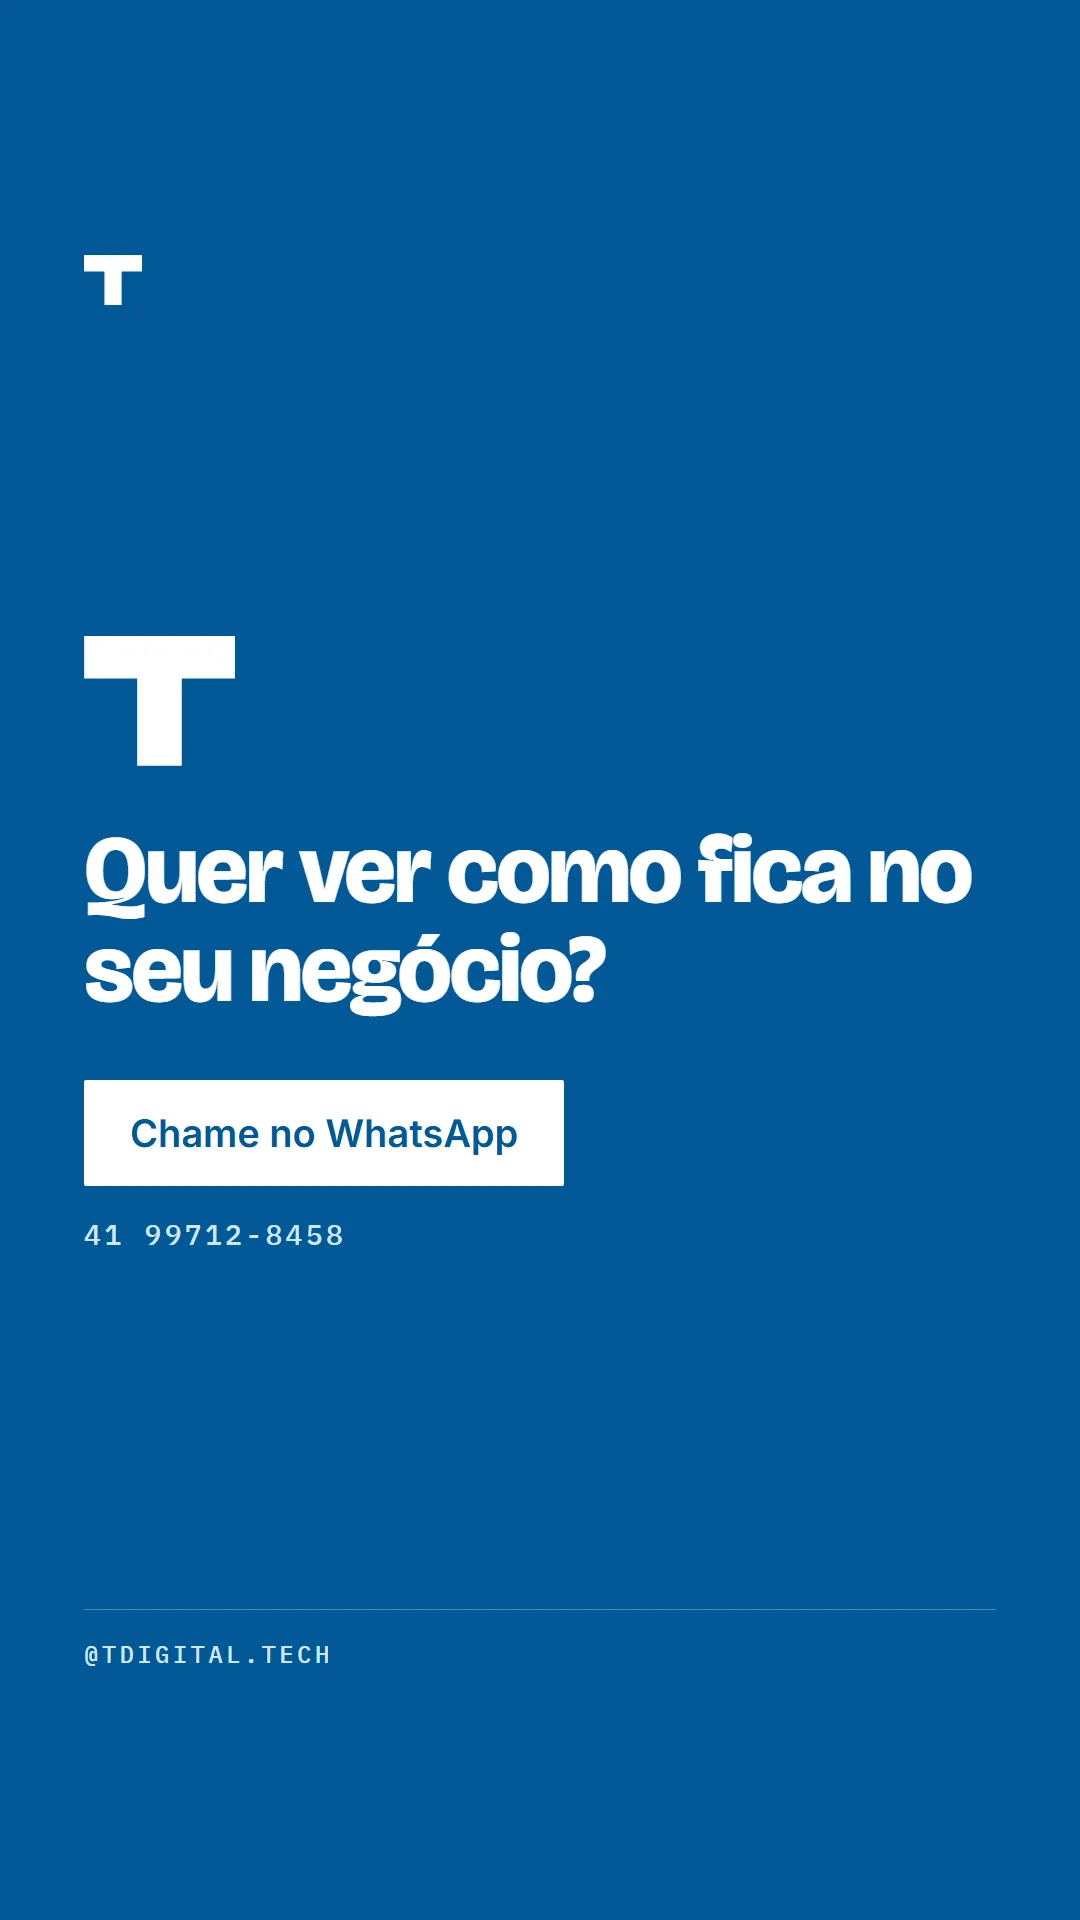 T
T
Quer ver como fica no
seu negócio?
Chame no WhatsApp
41 99712-8458
@TDIGITAL.TECH